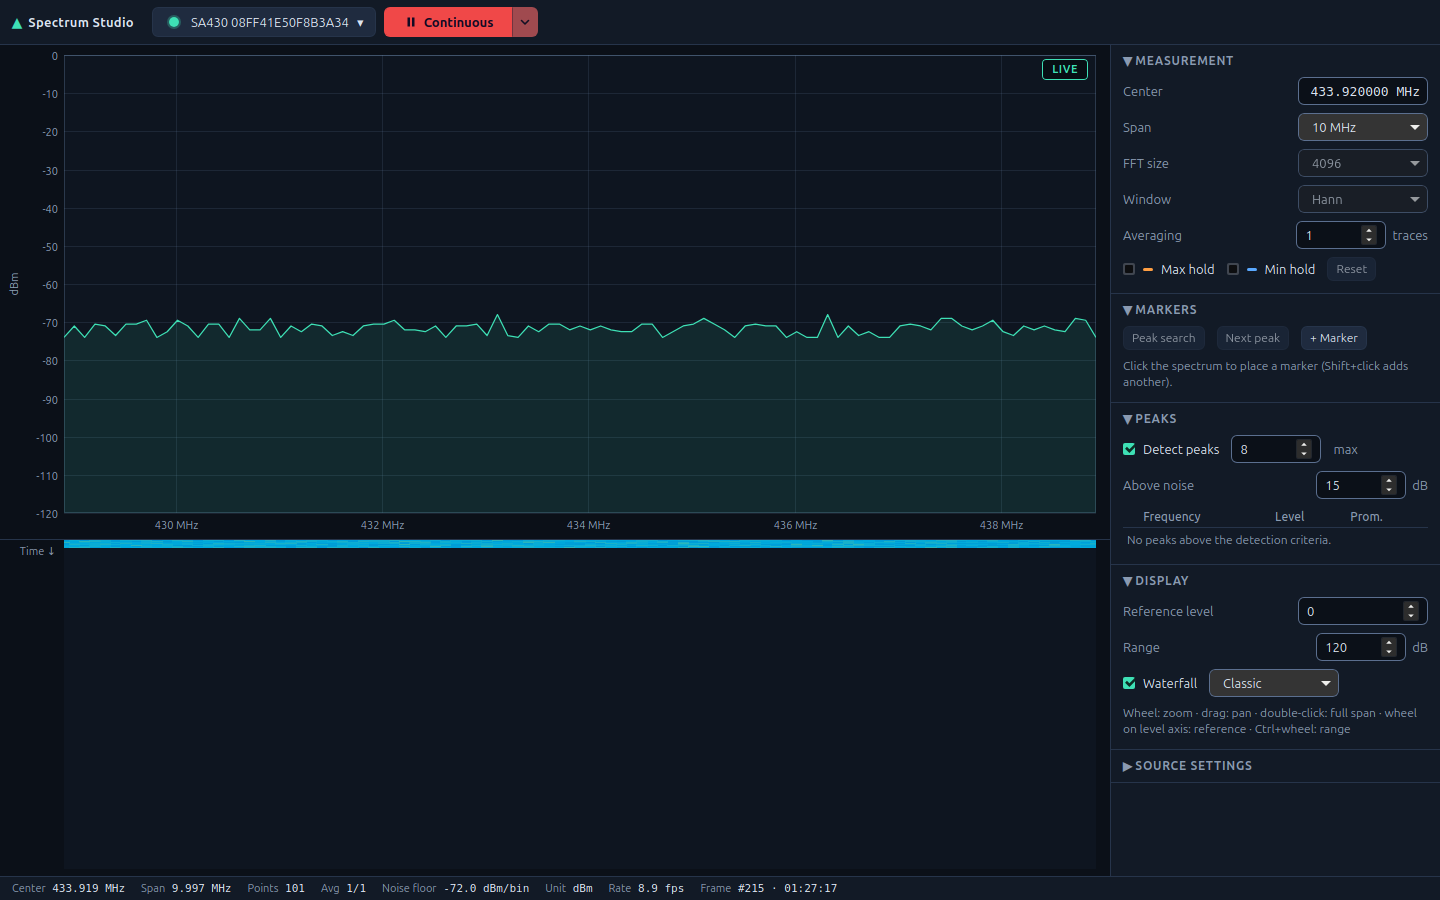 ▲ Spectrum Studio
SA430 08FF41E50F8B3A34 ▾
Continuous
0
-10
-20
-30
-40
-50
-60
-70
-80
-90
-100
-110
-120
dBm
LIVE
430 MHz 432 MHz 434 MHz 436 MHz 438 MHz
Time ↓
▼ MEASUREMENT
Center 433.920000 MHz
Span 10 MHz
FFT size 4096
Window Hann
Averaging 1 traces
Max hold Min hold Reset
▼ MARKERS
Peak search Next peak + Marker
Click the spectrum to place a marker (Shift+click adds
another).
▼ PEAKS
Detect peaks 8 max
Above noise 15 dB
Frequency Level Prom.
No peaks above the detection criteria.
▼ DISPLAY
Reference level 0
Range 120 dB
Waterfall Classic
Wheel: zoom · drag: pan · double-click: full span · wheel
on level axis: reference · Ctrl+wheel: range
▶ SOURCE SETTINGS
Center 433.919 MHz Span 9.997 MHz Points 101 Avg 1/1 Noise floor -72.0 dBm/bin Unit dBm Rate 8.9 fps Frame #215 · 01:27:17